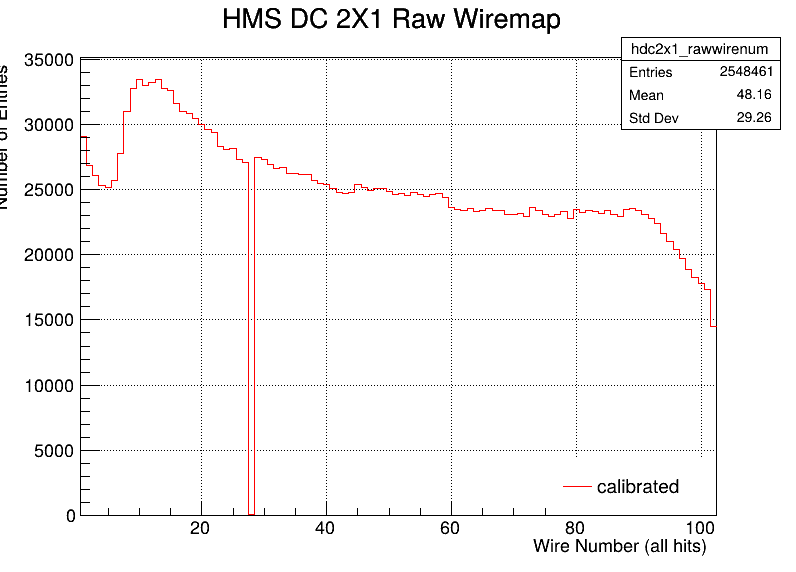 HMS DC 2X1 Raw Wiremap
hdc2x1_rawwirenum
Entries 2548461
Mean 48.16
Std Dev 29.26
Number of Entries
35000
30000
25000
20000
15000
10000
5000
0
20 40 60 80 100
Wire Number (all hits)
calibrated